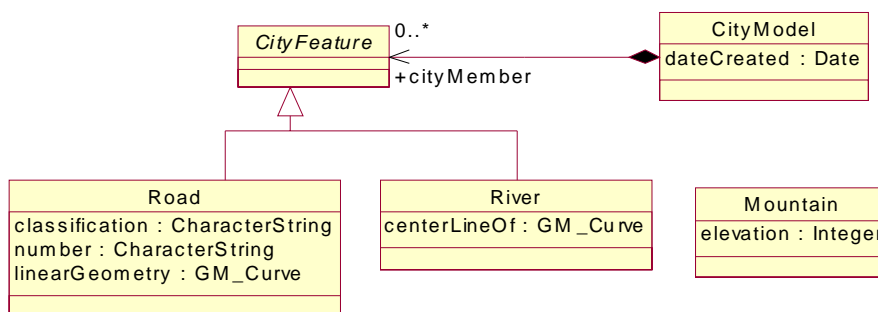 CityFeature
0..*
+cityMember
CityModel
dateCreated : Date
Road
classification : CharacterString
number : CharacterString
linearGeometry : GM_Curve
River
centerLineOf : GM_Curve
Mountain
elevation : Integer